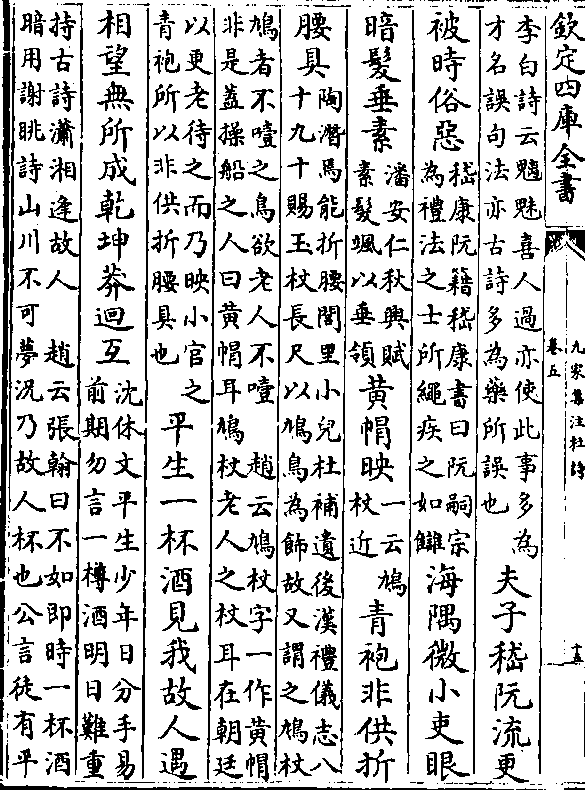 欽定四庫全書
九家集注杜詩
卷五
十五
李白詩云魑魅喜人過亦使此事多為
才名誤句法亦古詩多為藥所誤也
夫子嵇阮流更
被時俗惡
嵇康阮籍嵇康書曰阮嗣宗
為禮法之士所繩疾之如讎
海隅微小吏眼
暗髮垂素
潘安仁秋興賦
素髮颯以垂領
黄帽映
一云鳩
杖近
青袍非供折
腰具
陶潛焉能折腰閭里小兒杜補遺後漢禮儀志八
十九十賜玉杖長尺以鳩鳥為飾故又謂之鳩杖
鳩者不噎之鳥欲老人不噎 趙云鳩杖字一作黄帽
非是盖操船之人曰黄帽耳鳩杖老人之杖耳在朝廷
以更老待之而乃映小官之
青袍所以非供折腰具也
平生一杯酒見我故人遇
相望無所成乾坤莽迴互
沈休文平生少年日分手易
前期勿言一樽酒明日難重
持古詩瀟湘逢故人 趙云張翰曰不如即時一杯酒
暗用謝朓詩山川不可夢况乃故人杯也公言徒有平